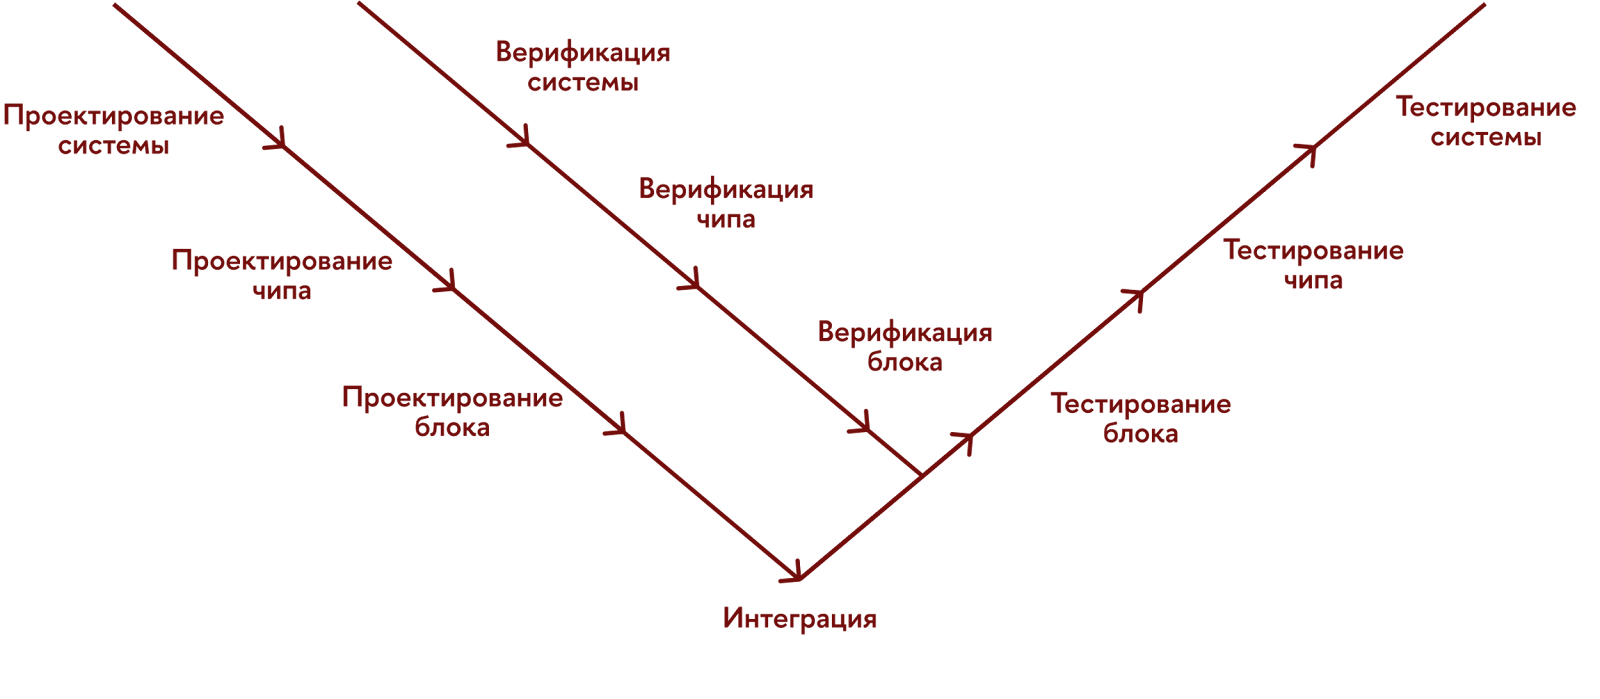 Верификация
системы
Проектирование
системы
Тестирование
системы
Верификация
чипа
Проектирование
чипа
Тестирование
чипа
Верификация
блока
Проектирование
блока
Тестирование
блока
Интеграция